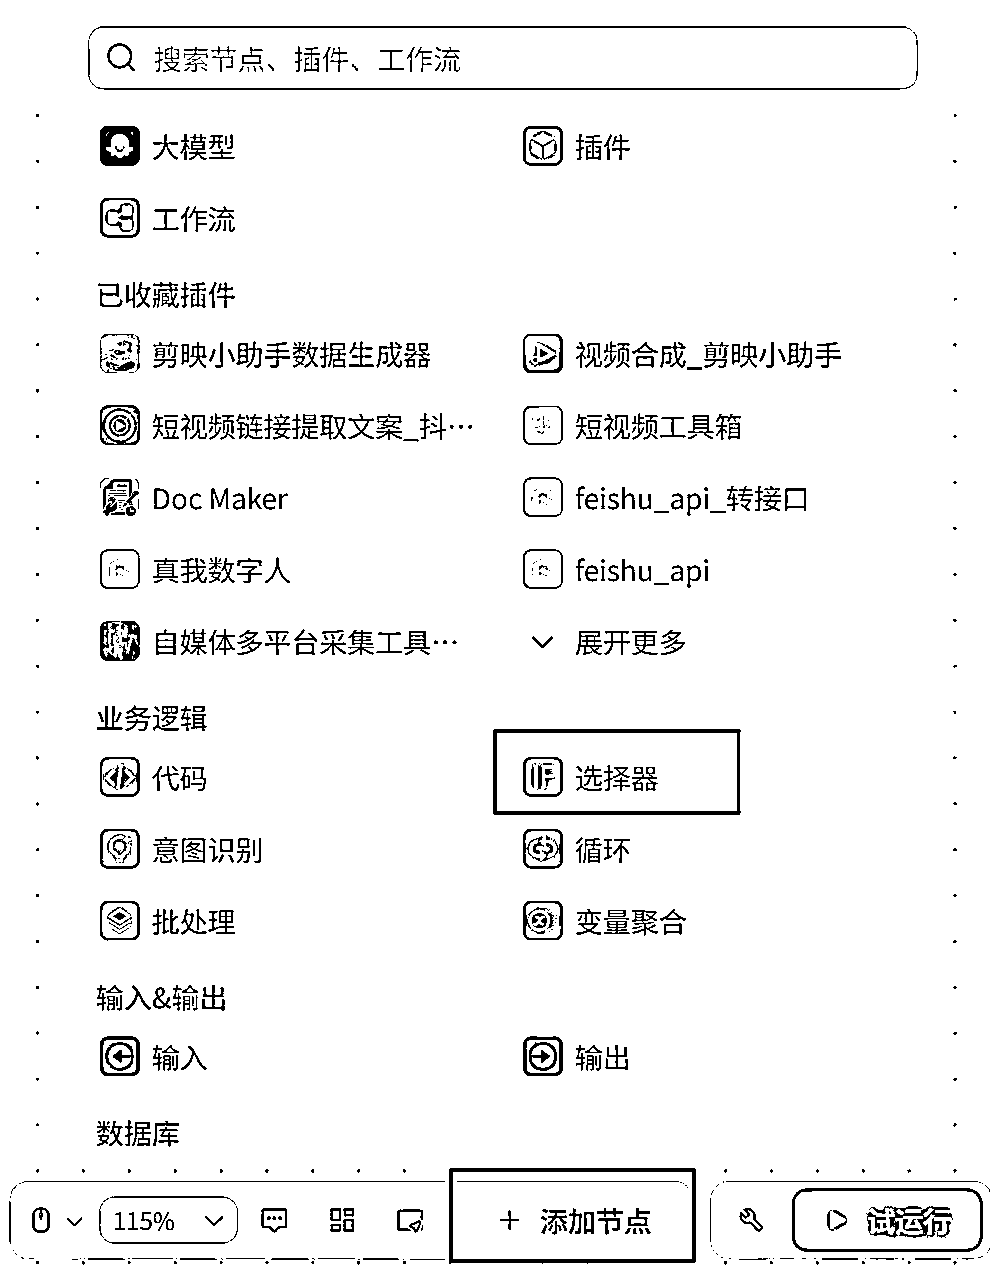 搜索节点、插件、工作流
大模型
插件
工作流
已收藏插件
剪映小助手数据生成器
视频合成_剪映小助手
短视频链接提取文案_抖…
短视频工具箱
Doc Maker
feishu_api_转接口
真我数字人
feishu_api
自媒体多平台采集工具…
展开更多
业务逻辑
代码
选择器
意图识别
循环
批处理
变量聚合
输入&输出
输入
输出
数据库
115%
添加节点
试运行